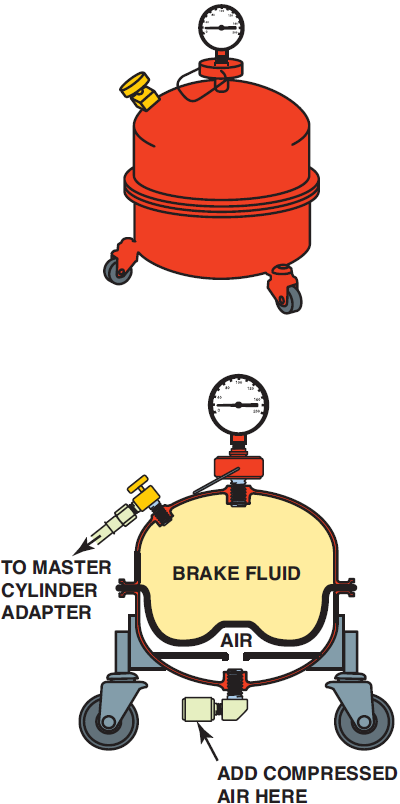 TO MASTER
CYLINDER
ADAPTER
BRAKE FLUID
AIR
ADD COMPRESSED
AIR HERE